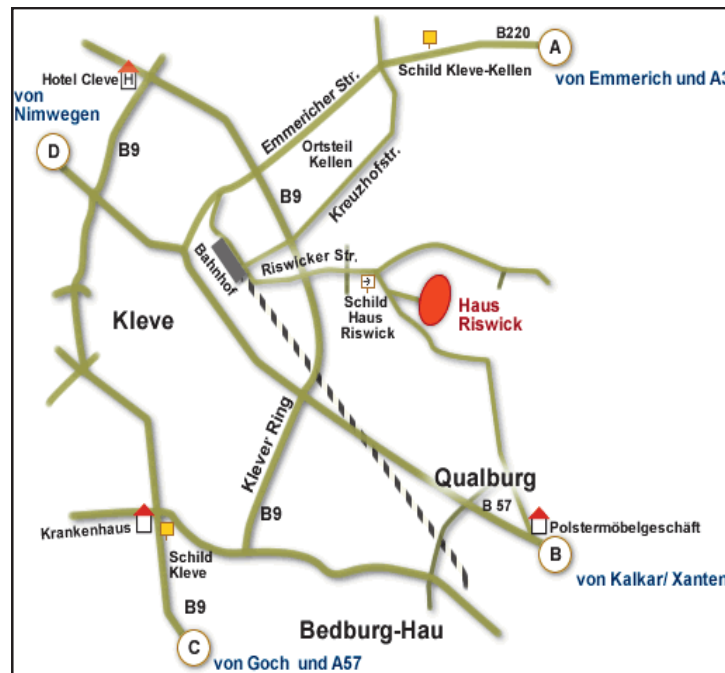 B220
A
Schild Kleve-Kellen
von Emmerich und A3
Hotel Cleve
H
von
Nimwegen
D
B9
Emmericher Str.
Ortsteil
Kellen
Kreuzhofstr.
B9
Bahnhof
Riswicker Str.
Schild
Haus
Riswick
Haus
Riswick
Kleve
Klever Ring
B9
Qualburg
B 57
Polstermöbelgeschäft
B
von Kalkar/ Xanten
Krankenhaus
Schild
Kleve
B9
C
von Goch und A57
Bedburg-Hau